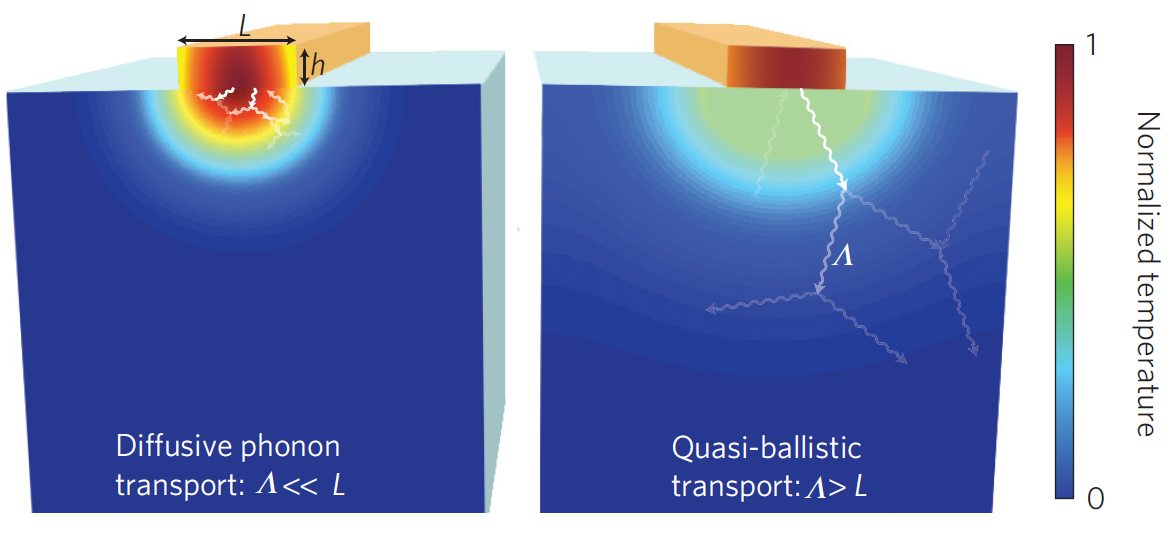 L
h
Λ
Diffusive phonon
transport: Λ << L
Quasi-ballistic
transport: Λ > L
1
Normalized temperature
0